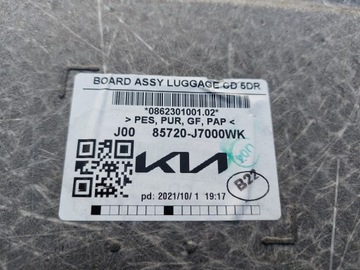 BOARD ASSY LUGGAGE CD 5DR
*0862301001.02*
> PES, PUR, GF, PAP <
J00 85720-J7000WK
KIA
B22
pd: 2021/10/ 1 19:17